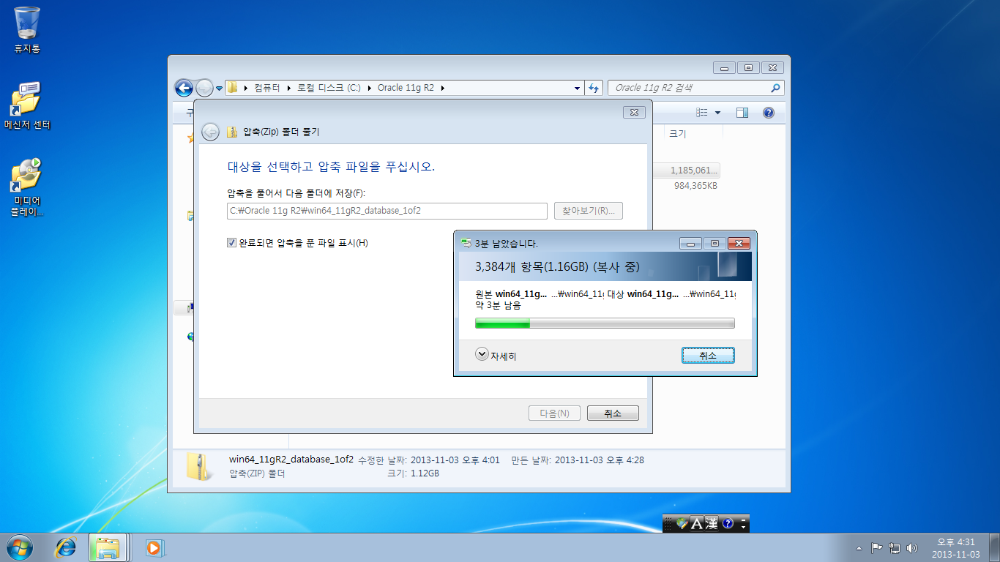 휴지통
메신저 센터
미디어
플레이...
컴퓨터 로컬 디스크 (C:) Oracle 11g R2
Oracle 11g R2 검색
구
크기
1,185,061...
984,365KB
압축(Zip) 폴더 풀기
대상을 선택하고 압축 파일을 푸십시오.
압축을 풀어서 다음 폴더에 저장(F):
C:₩Oracle 11g R2₩win64_11gR2_database_1of2
찾아보기(R)...
완료되면 압축을 푼 파일 표시(H)
3분 남았습니다.
3,384개 항목(1.16GB) (복사 중)
원본 win64_11g... ...₩win64_11g 대상 win64_11g... ...₩win64_11g
약 3분 남음
자세히
취소
다음(N)
취소
win64_11gR2_database_1of2 수정한 날짜: 2013-11-03 오후 4:01 만든 날짜: 2013-11-03 오후 4:28
압축(ZIP) 폴더 크기: 1.12GB
A 漢
오후 4:31
2013-11-03